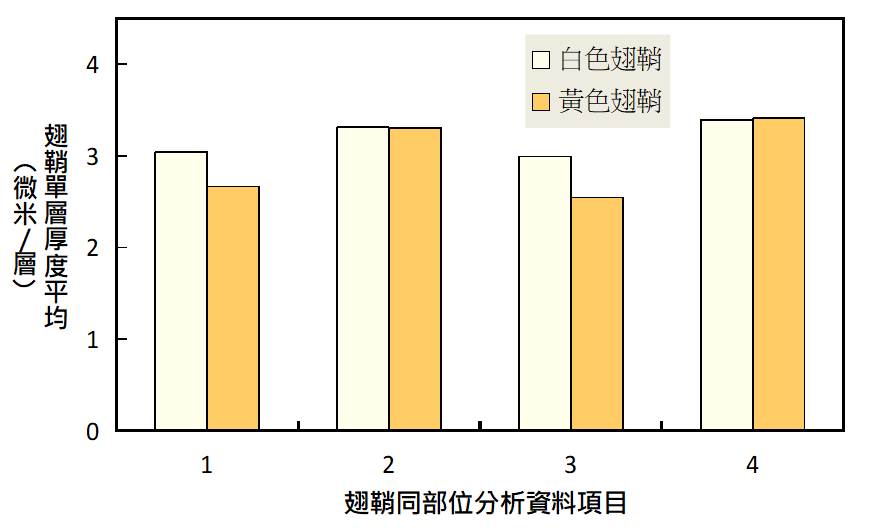 白色翅鞘
黃色翅鞘
翅鞘單層厚度平均
（微米/層）
4
3
2
1
0
1 2 3 4
翅鞘同部位分析資料項目